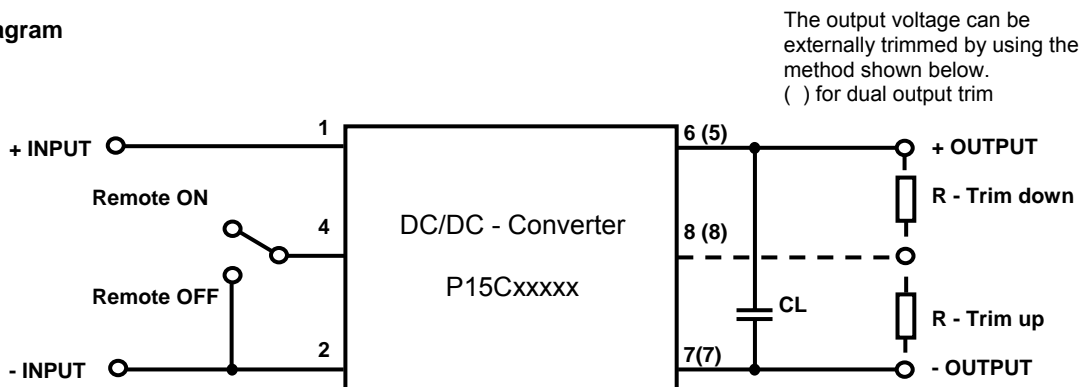 agram
The output voltage can be
externally trimmed by using the
method shown below.
( ) for dual output trim
1
6 (5)
+ INPUT
+ OUTPUT
Remote ON
R - Trim down
4
DC/DC - Converter
8 (8)
P15Cxxxxx
Remote OFF
CL
R - Trim up
2
7(7)
- INPUT
- OUTPUT